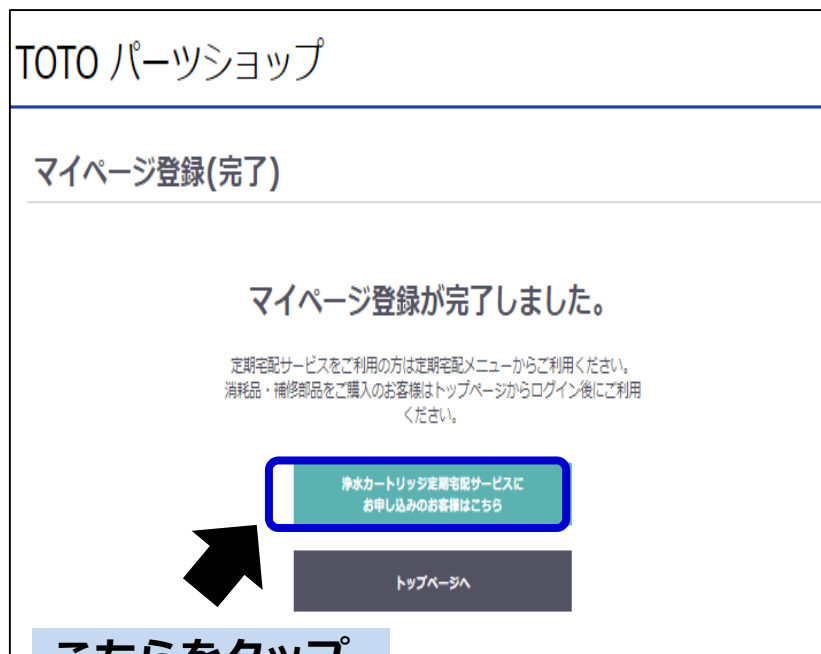 TOTO パーツショップ
マイページ登録(完了)
マイページ登録が完了しました。
定期宅配サービスをご利用の方は定期宅配メニューからご利用ください。
消耗品・補修部品をご購入のお客様はトップページからログイン後にご利用
ください。
浄水カートリッジ定期宅配サービスに
お申し込みのお客様はこちら
トップページへ
こちらをタップ